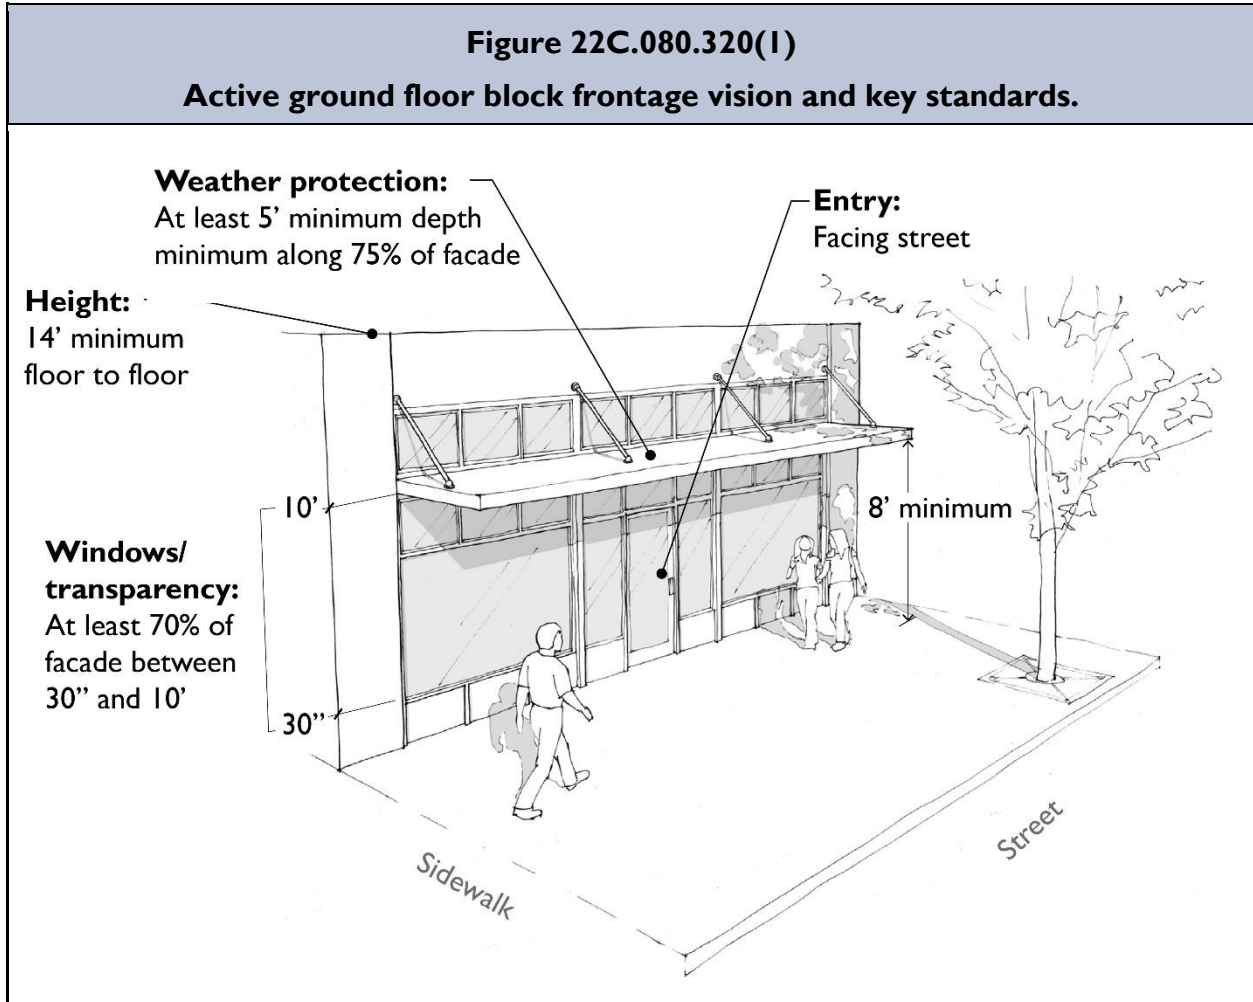 Figure 22C.080.320(1)
Active ground floor block frontage vision and key standards.
Weather protection:
At least 5’ minimum depth
minimum along 75% of facade
Entry:
Facing street
Height:
14’ minimum
floor to floor
10’
8’ minimum
Windows/
transparency:
At least 70% of
facade between
30” and 10’
30”
Sidewalk
Street